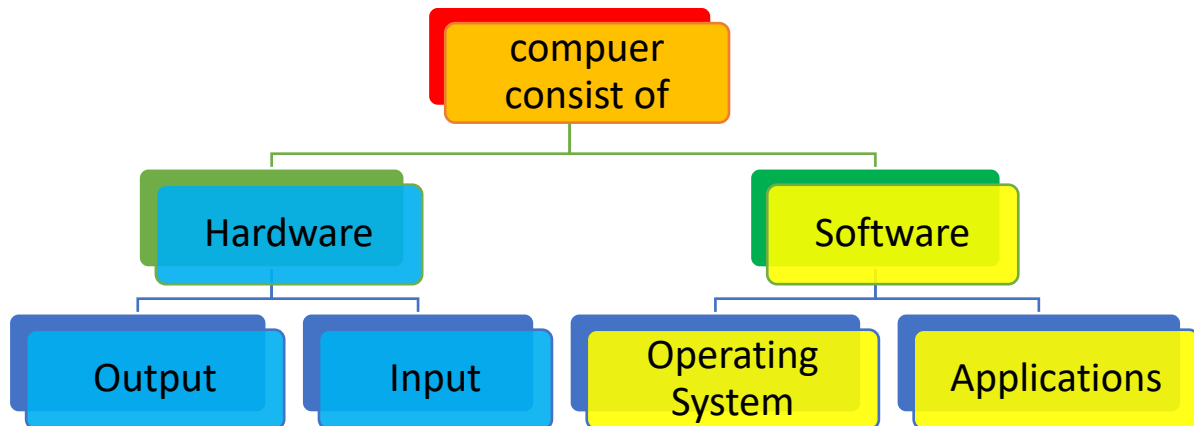 compuer
consist of
Hardware
Software
Output
Input
Operating
System
Applications